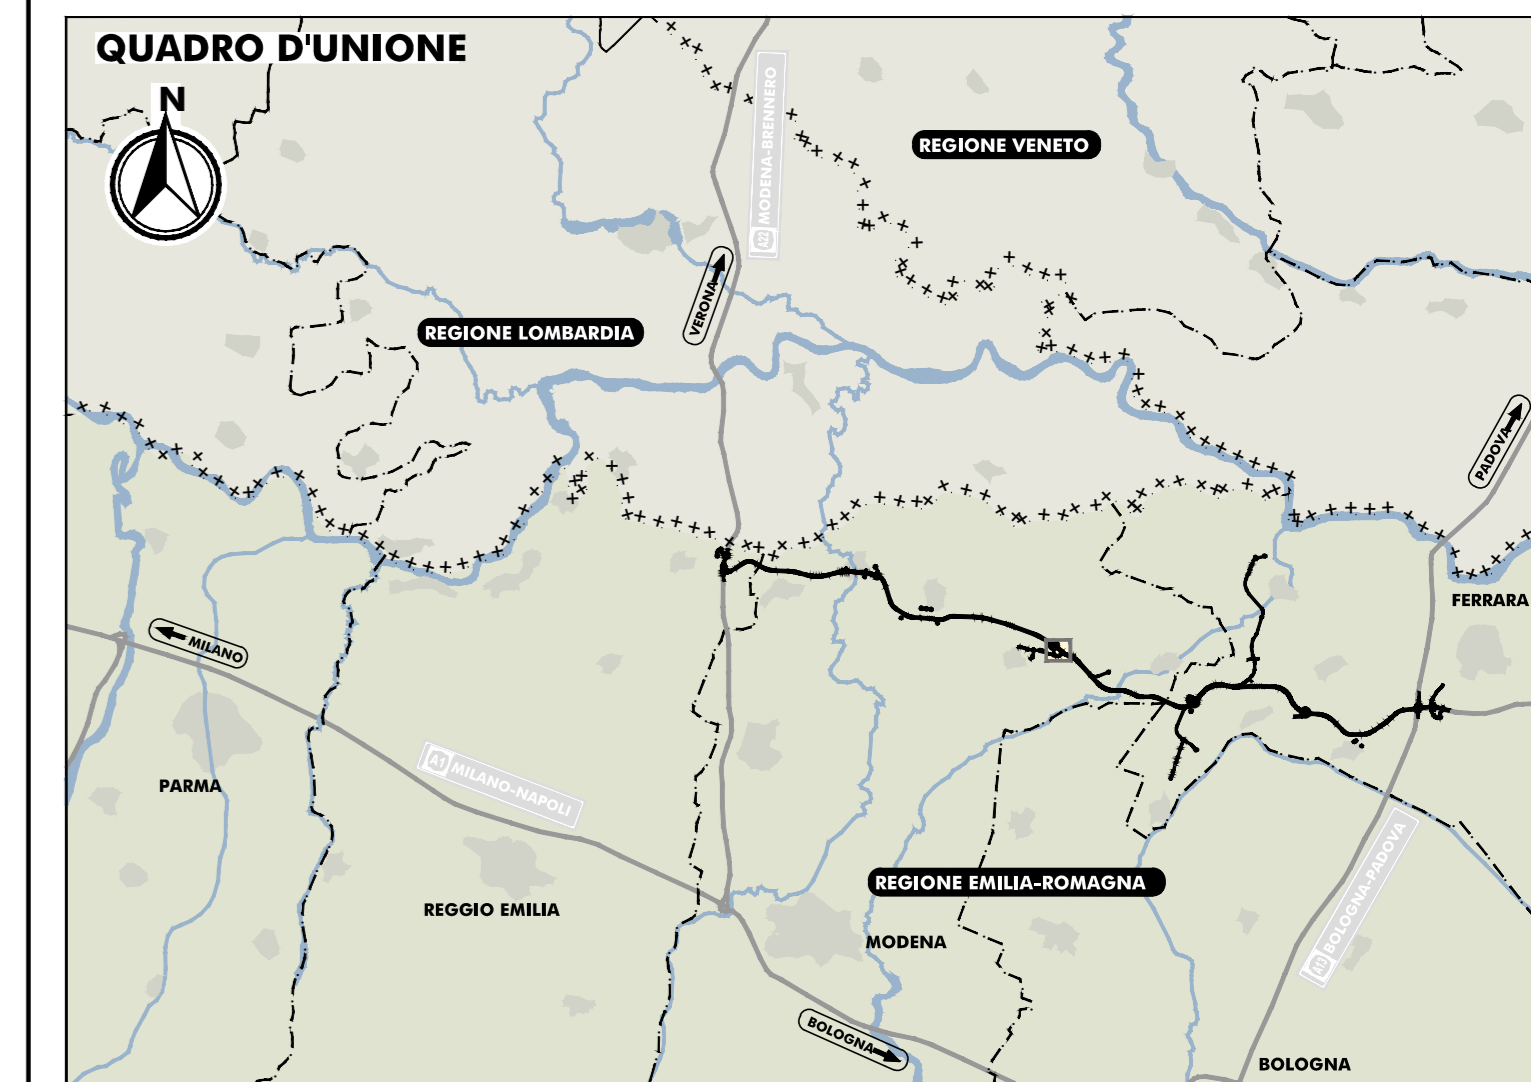 QUADRO D'UNIONE
N
A22 MODENA-BRENNERO
REGIONE VENETO
VERONA
REGIONE LOMBARDIA
PADOVA
FERRARA
MILANO
A1 MILANO-NAPOLI
PARMA
REGGIO EMILIA
REGIONE EMILIA-ROMAGNA
MODENA
A13 BOLOGNA-PADOVA
BOLOGNA
BOLOGNA